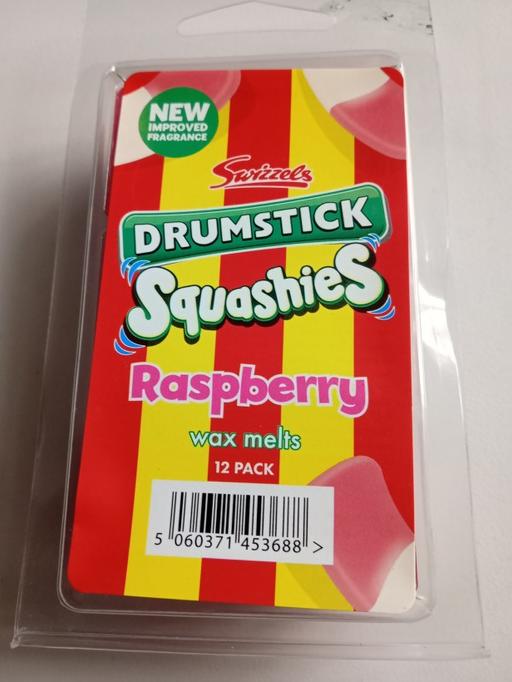 NEW
IMPROVED
FRAGRANCE
Swizzels
DRUMSTICK
Squashies
Raspberry
wax melts
12 PACK
5 060371 453688 >